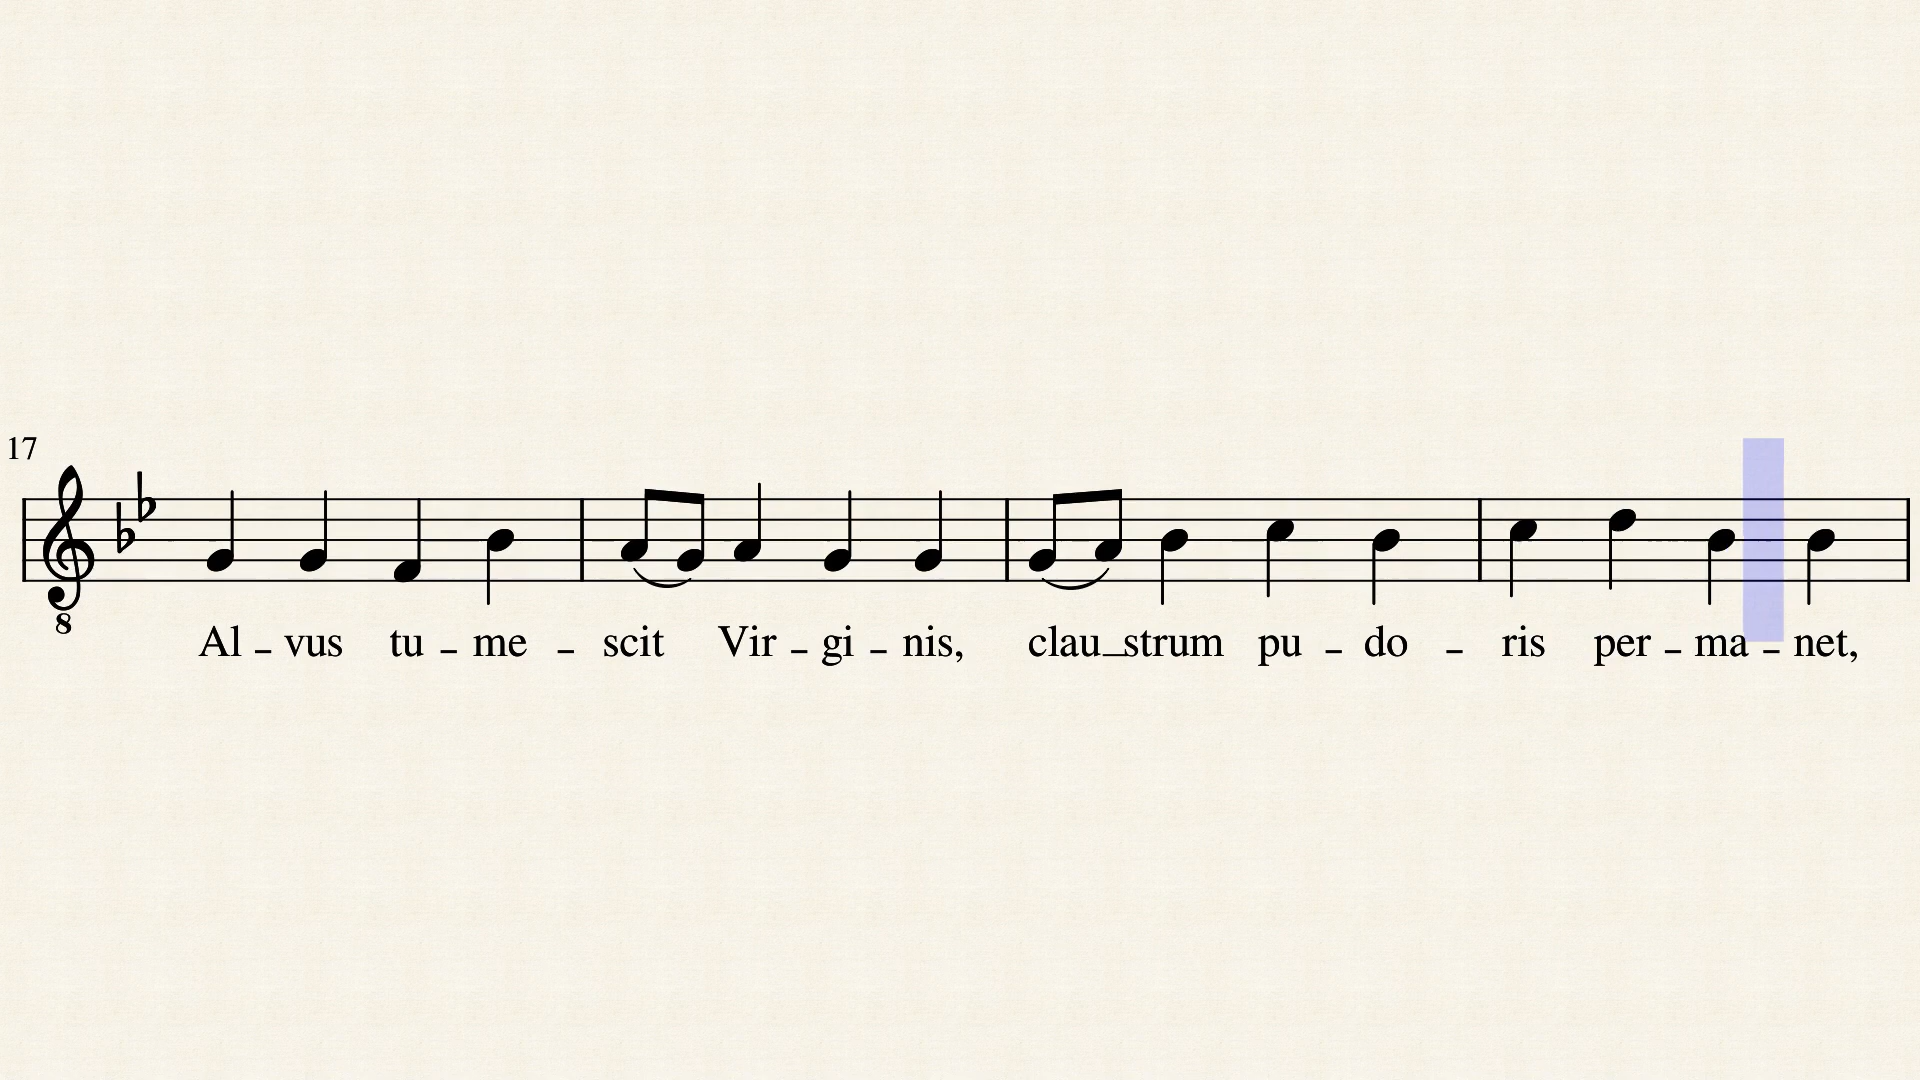 17
8
Al – vus tu – me – scit Vir – gi – nis, clau_strum pu – do – ris per – ma – net,